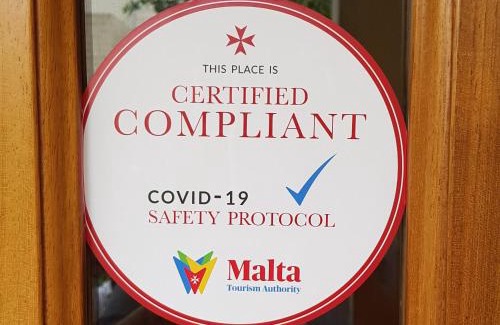 THIS PLACE IS
CERTIFIED
COMPLIANT
COVID-19
SAFETY PROTOCOL
Malta
Tourism Authority